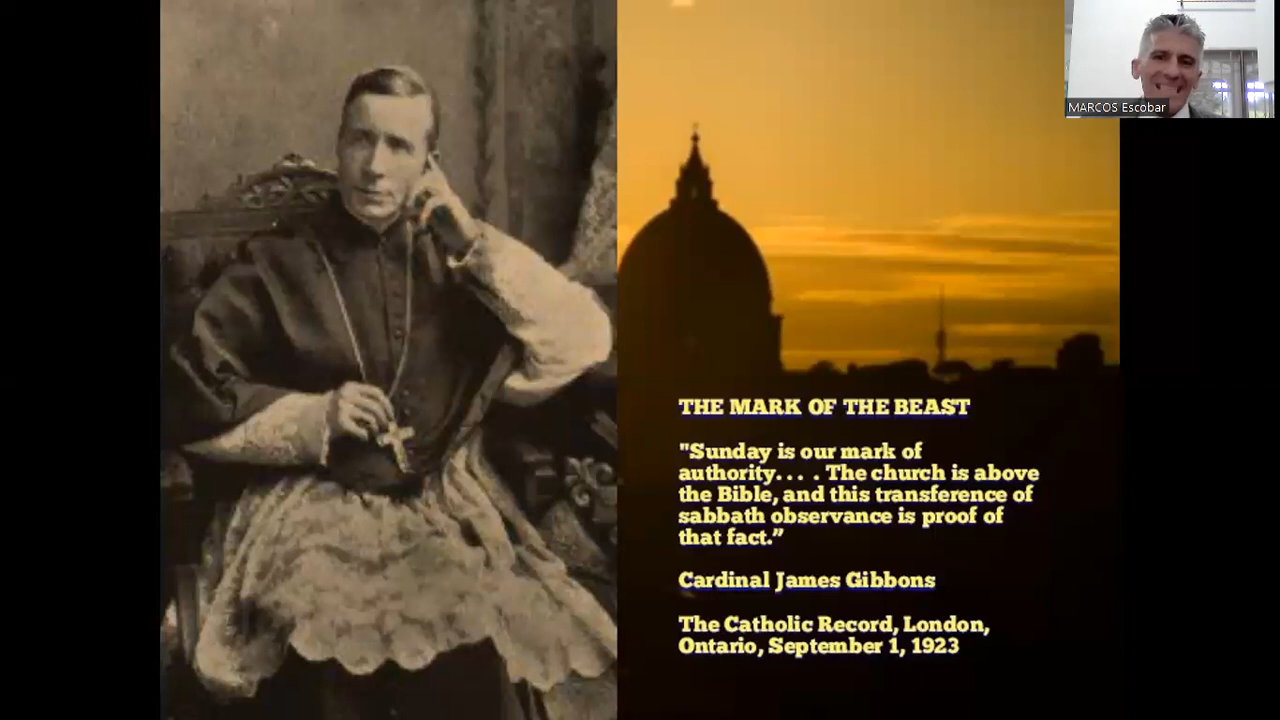 MARCOS Escobar
THE MARK OF THE BEAST
"Sunday is our mark of
authority.... The church is above
the Bible, and this transference of
sabbath observance is proof of
that fact.”
Cardinal James Gibbons
The Catholic Record, London,
Ontario, September 1, 1923